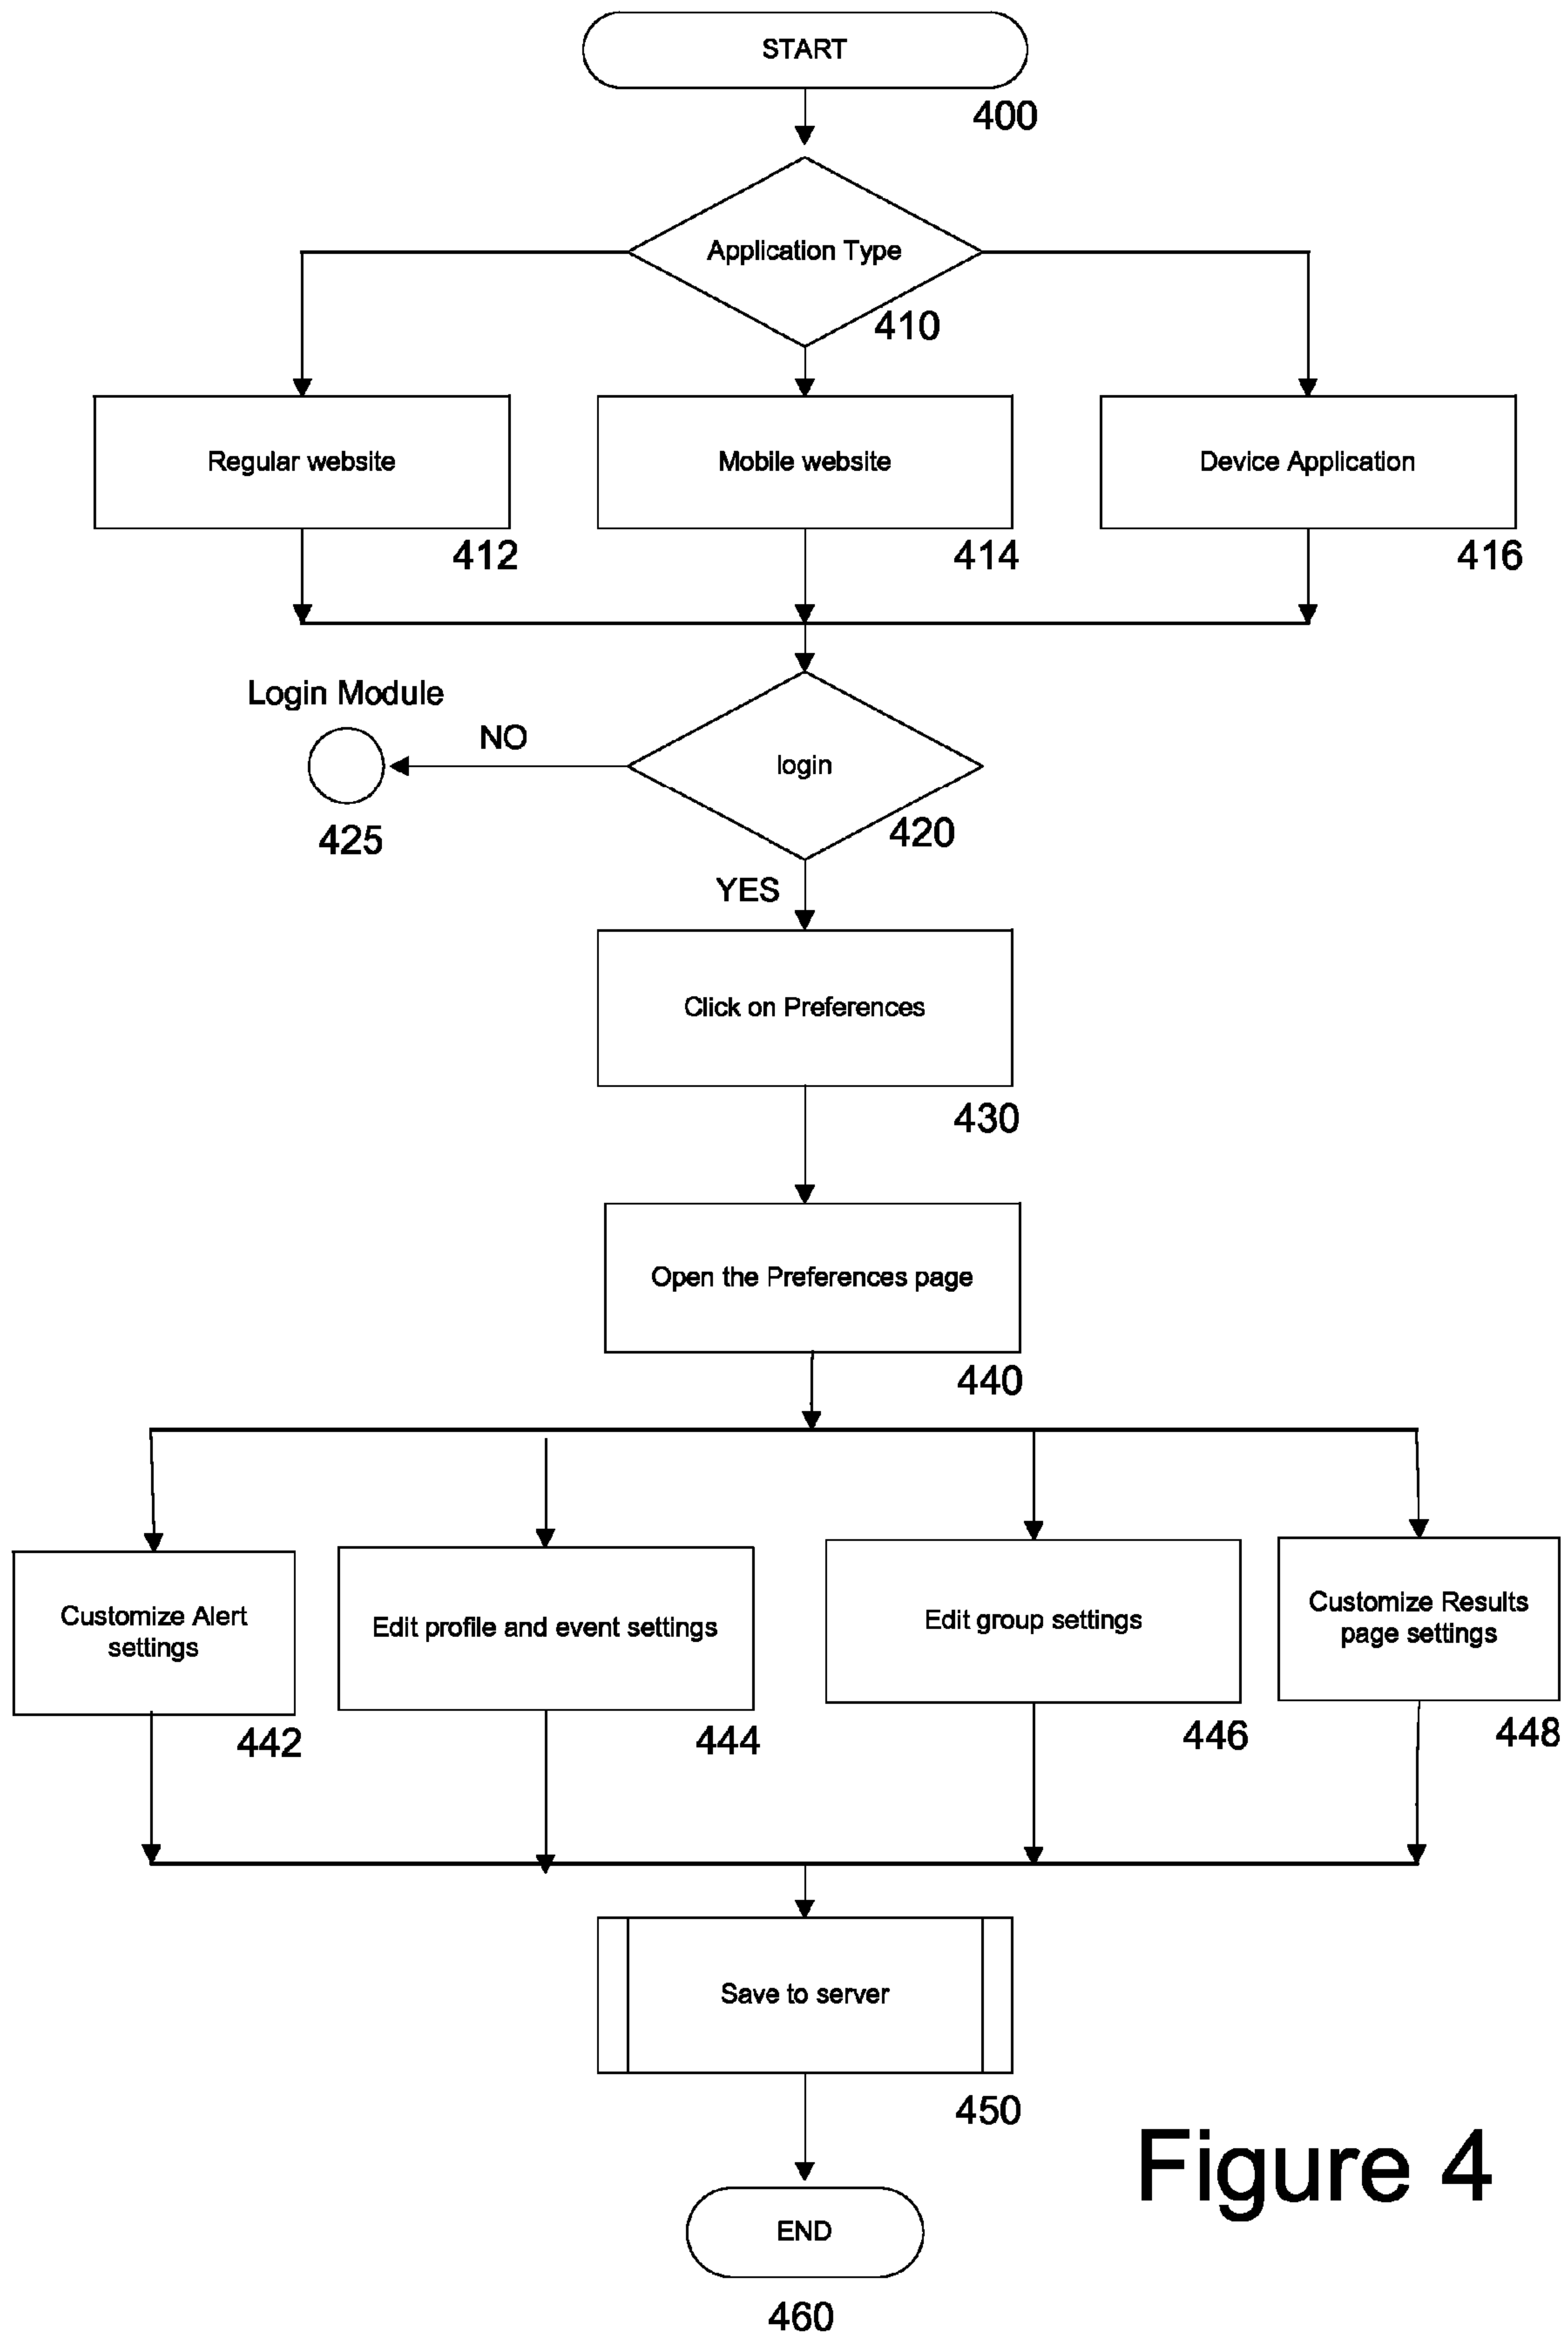 START
400
Application Type
410
Regular website
Mobile website
Device Application
412
414
416
Login Module
NO
login
425
420
YES
Click on Preferences
430
Open the Preferences page
440
Customize Alert
settings
Edit profile and event settings
Edit group settings
Customize Results
page settings
442
444
446
448
Save to server
450
Figure 4
END
460